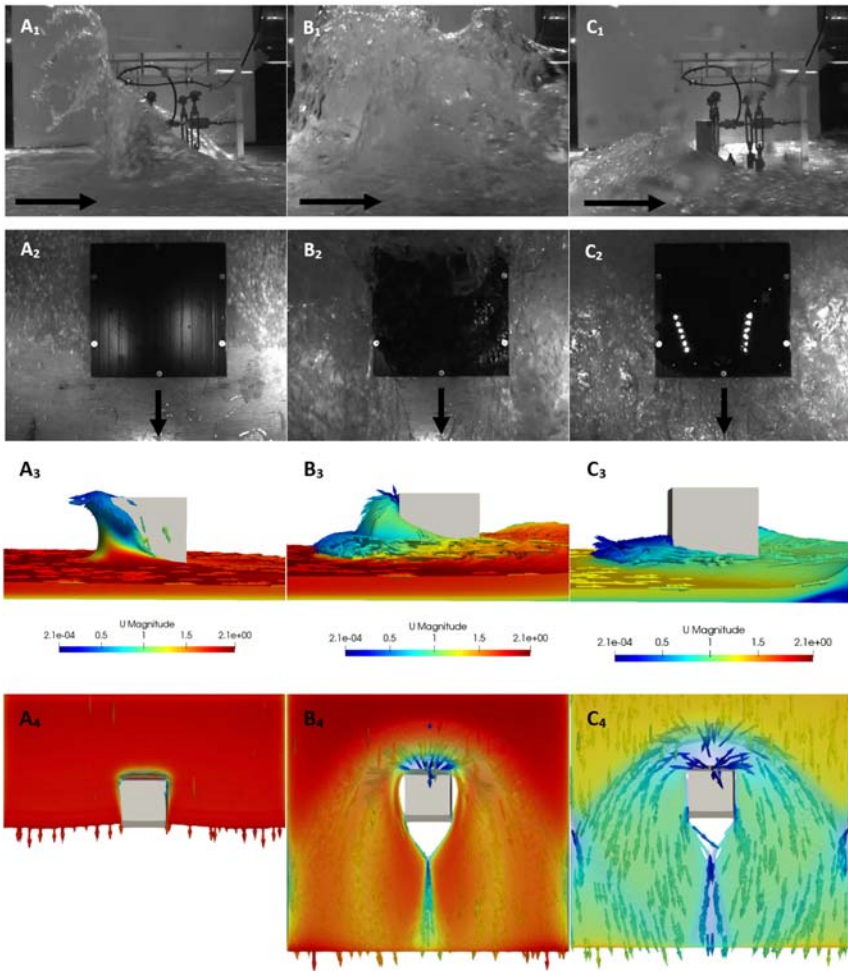 A1 B1 C1
A2 B2 C2
A3 B3 C3
U Magnitude U Magnitude U Magnitude
2.1e-04 0.5 1 1.5 2.1e+00 2.1e-04 0.5 1 1.5 2.1e+00 2.1e-04 0.5 1 1.5 2.1e+00
A4 B4 C4